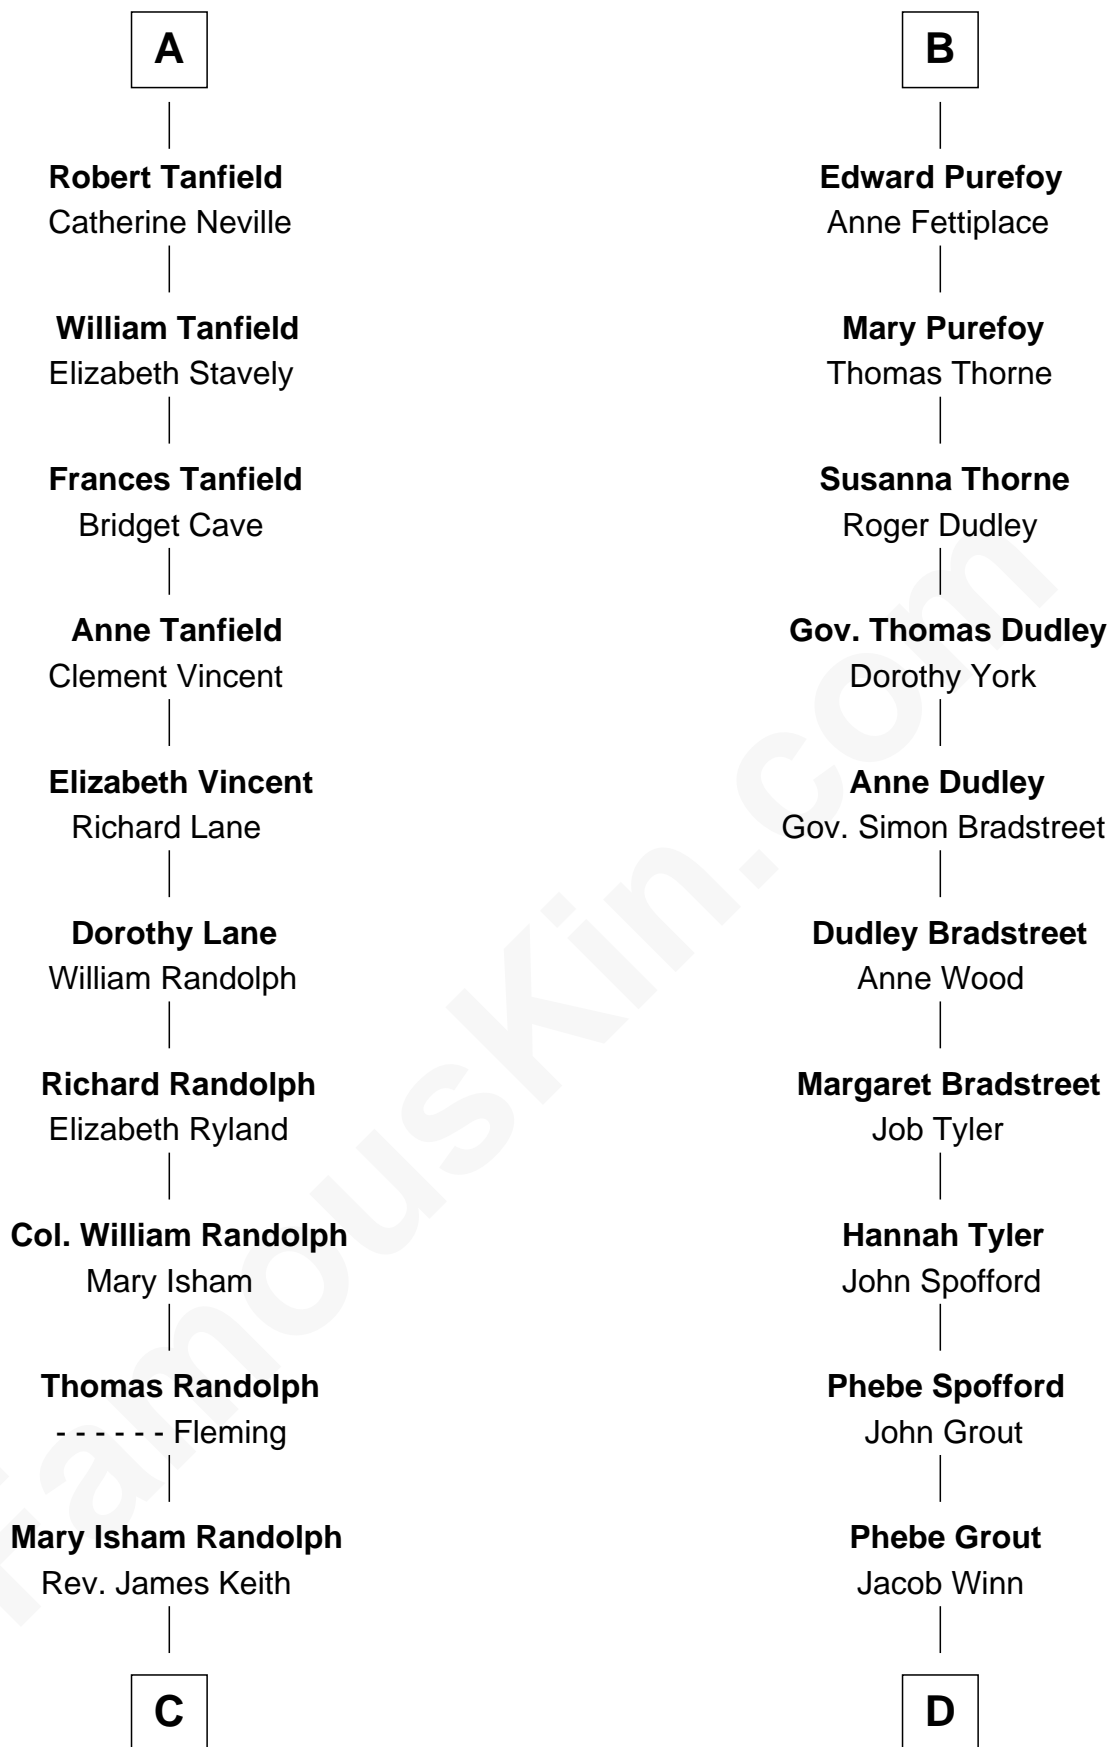 A
Robert Tanfield
Catherine Neville
William Tanfield
Elizabeth Stavely
Frances Tanfield
Bridget Cave
Anne Tanfield
Clement Vincent
Elizabeth Vincent
Richard Lane
Dorothy Lane
William Randolph
Richard Randolph
Elizabeth Ryland
Col. William Randolph
Mary Isham
Thomas Randolph
- - - - - - Fleming
Mary Isham Randolph
Rev. James Keith
C
B
Edward Purefoy
Anne Fettiplace
Mary Purefoy
Thomas Thorne
Susanna Thorne
Roger Dudley
Gov. Thomas Dudley
Dorothy York
Anne Dudley
Gov. Simon Bradstreet
Dudley Bradstreet
Anne Wood
Margaret Bradstreet
Job Tyler
Hannah Tyler
John Spofford
Phebe Spofford
John Grout
Phebe Grout
Jacob Winn
D
FamousKin.com